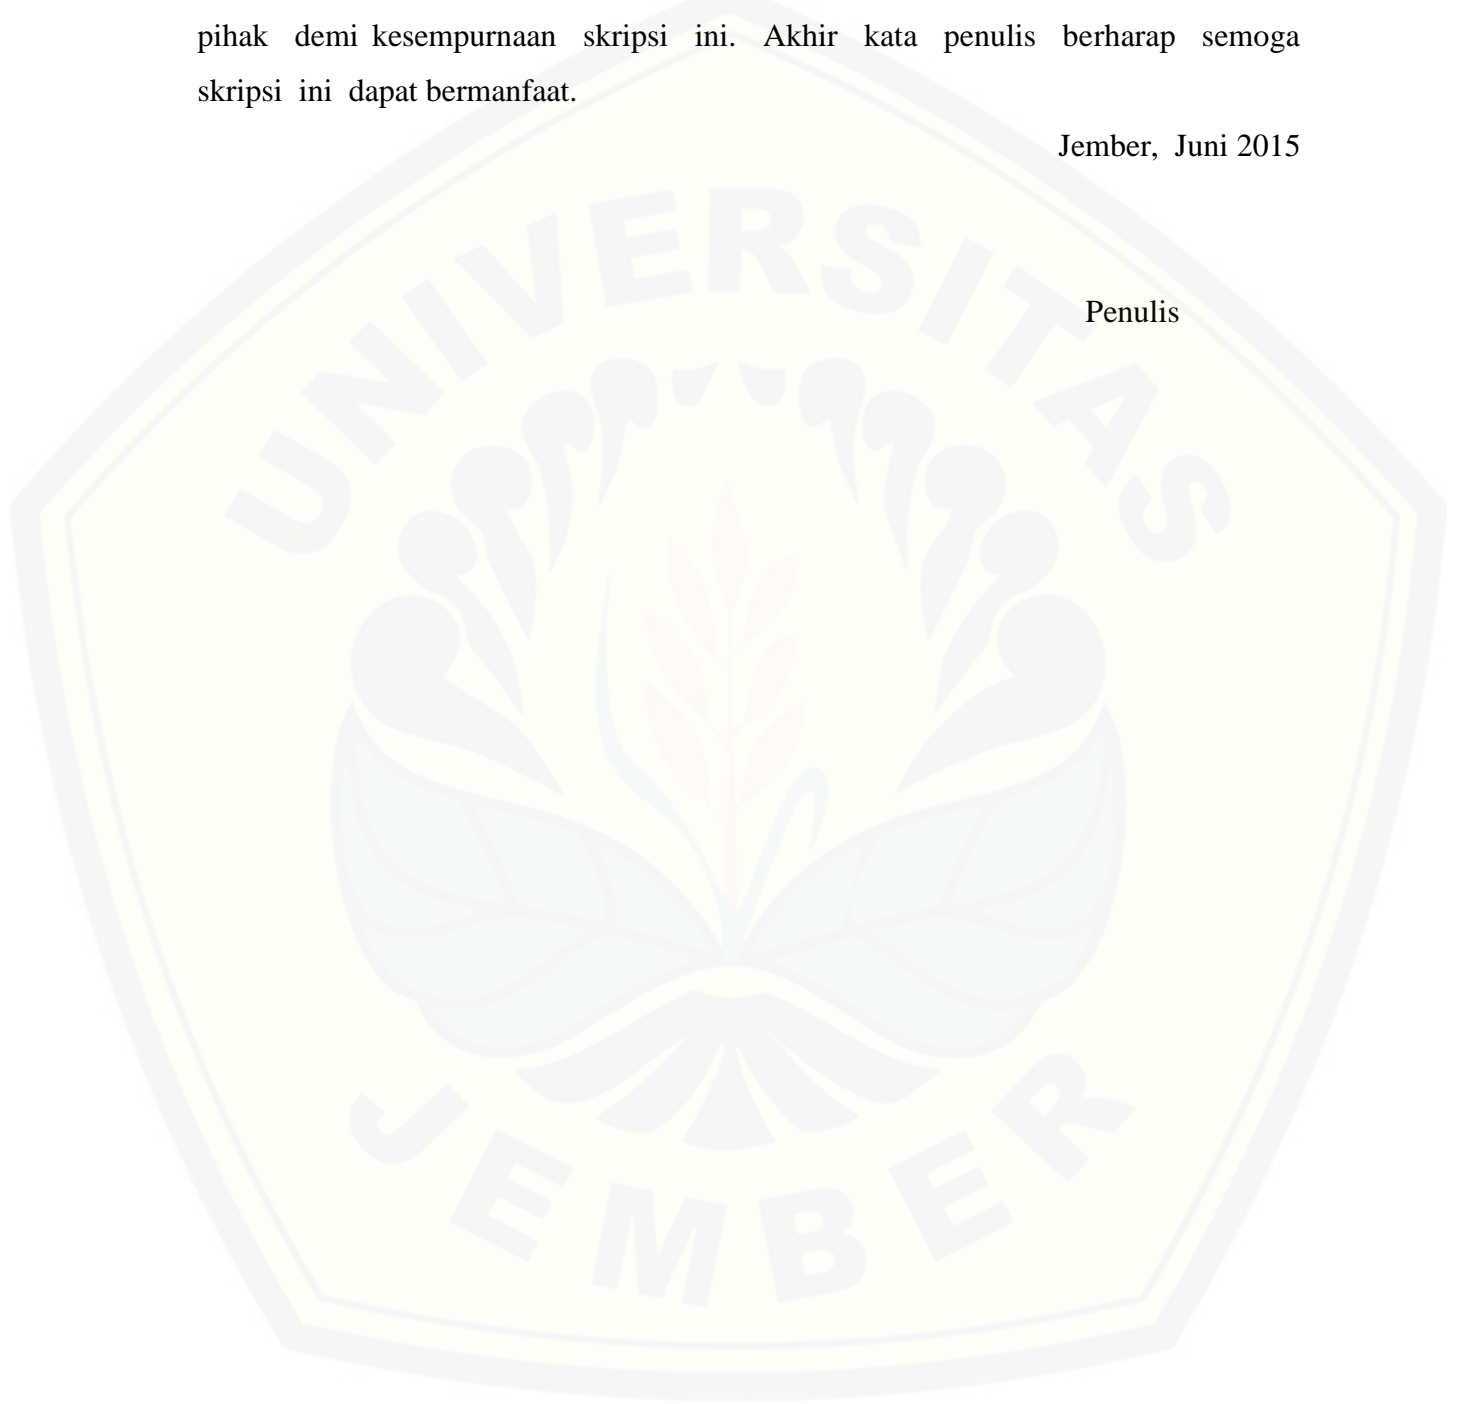 pihak demi kesempurnaan skripsi ini. Akhir kata penulis berharap semoga
skripsi ini dapat bermanfaat.
Jember, Juni 2015
Penulis
UNIVERSITAS
JEMBER